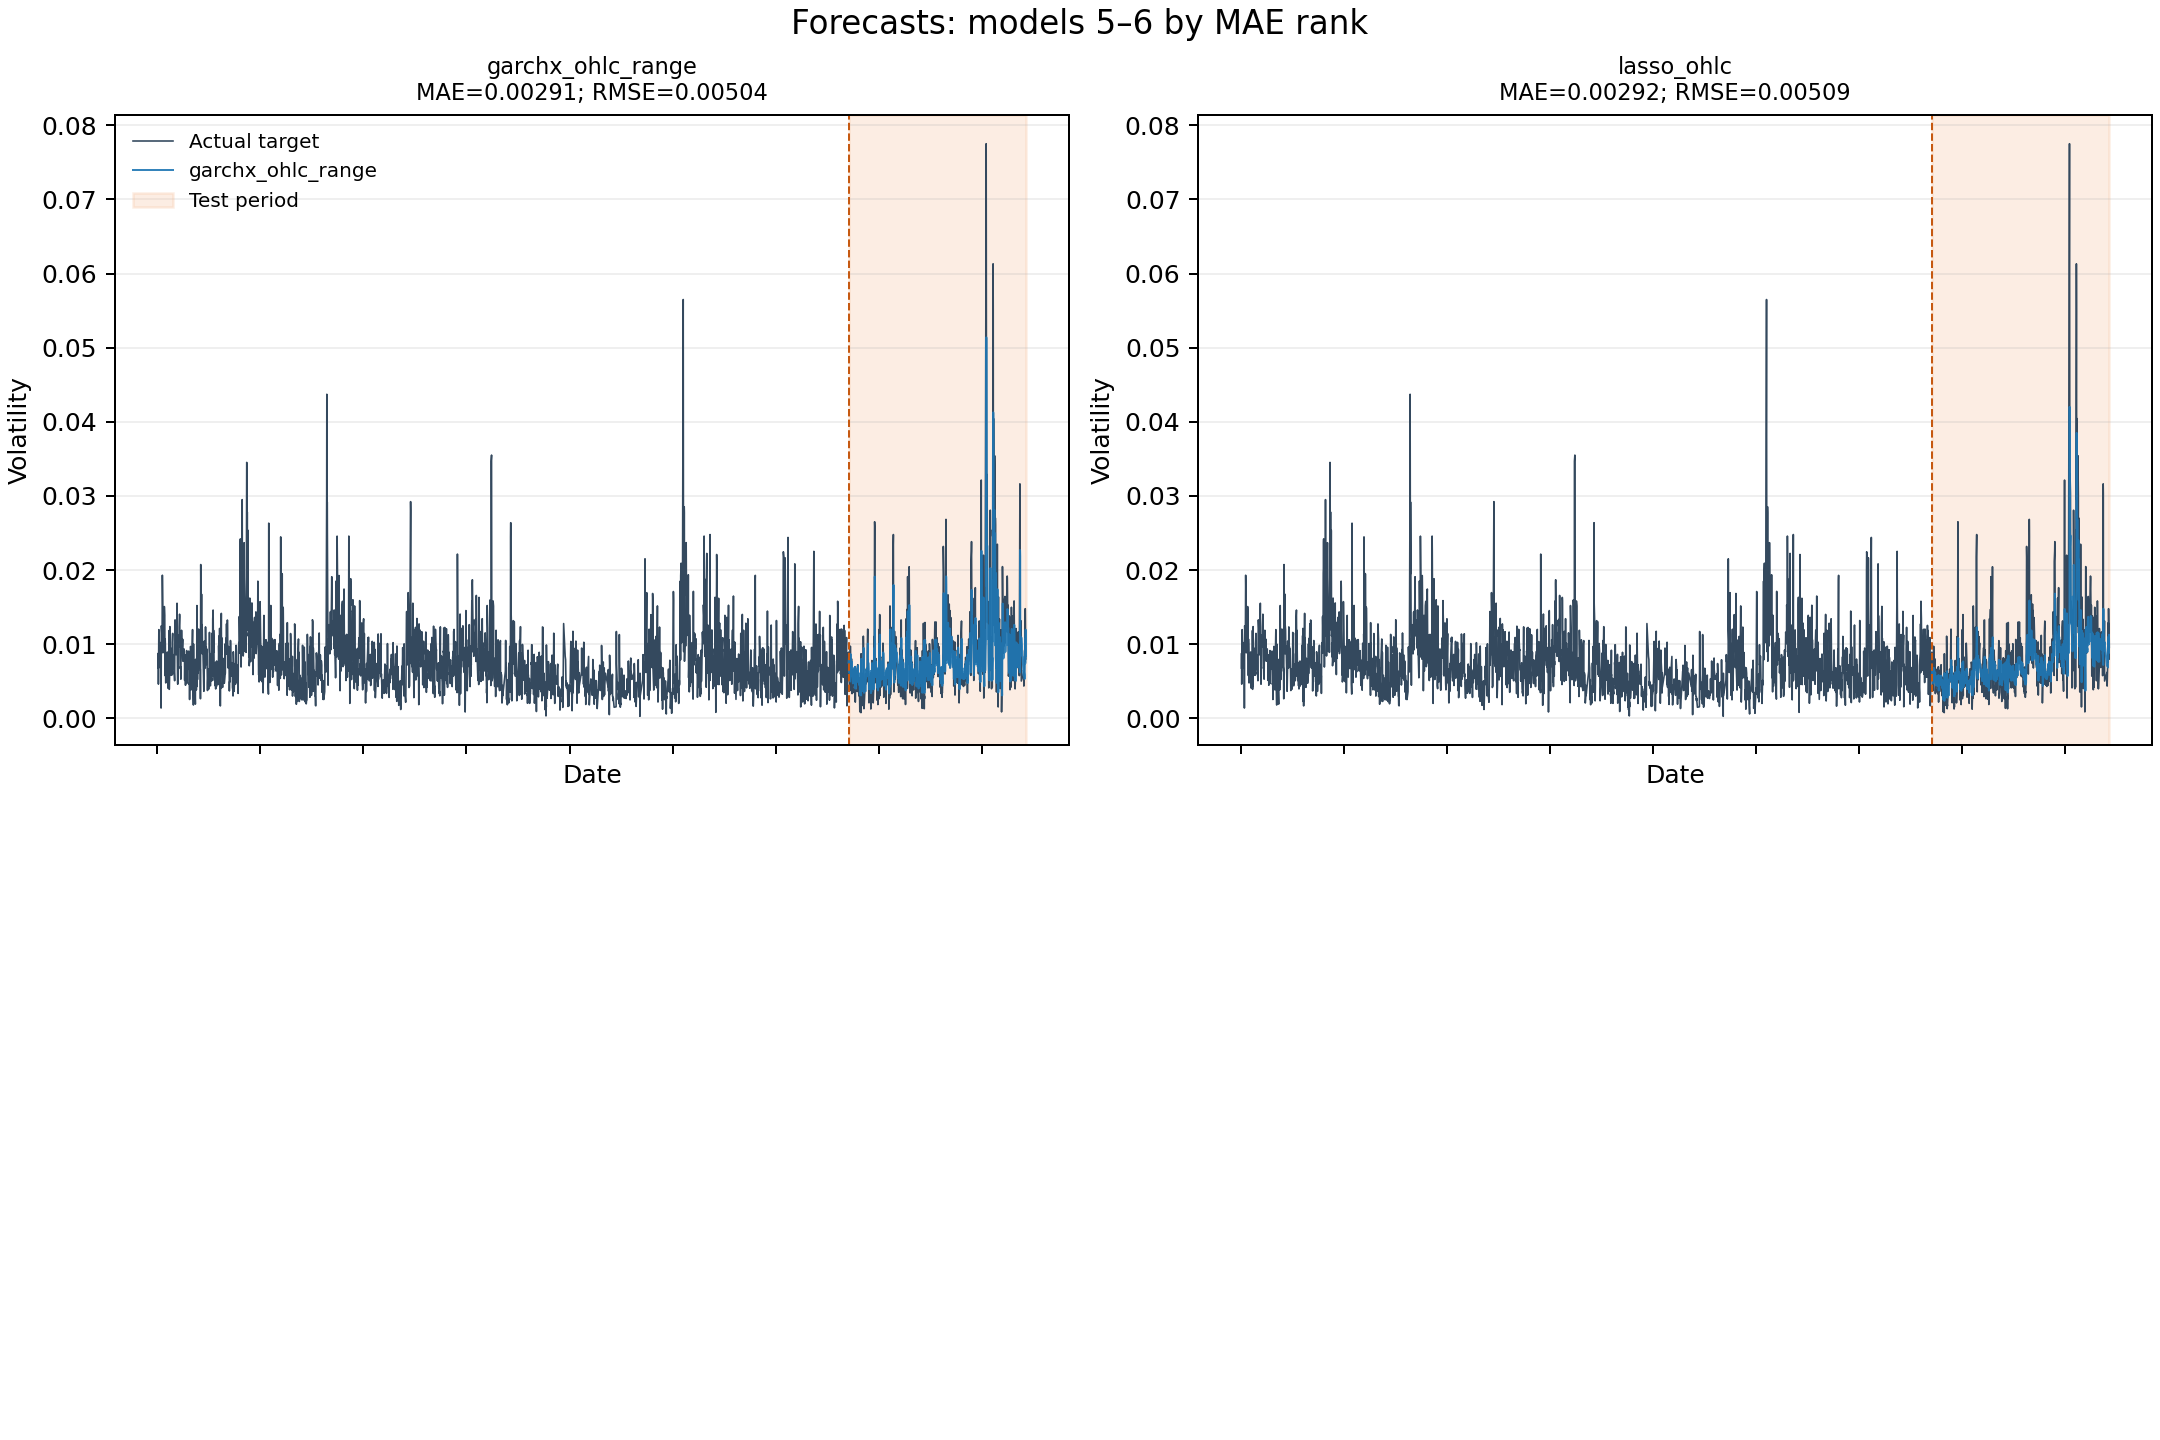 Forecasts: models 5–6 by MAE rank
garchx_ohlc_range
MAE=0.00291; RMSE=0.00504
0.08
0.07
0.06
0.05
0.04
0.03
0.02
0.01
0.00
Volatility
Actual target
garchx_ohlc_range
Test period
Date
lasso_ohlc
MAE=0.00292; RMSE=0.00509
0.08
0.07
0.06
0.05
0.04
0.03
0.02
0.01
0.00
Volatility
Date